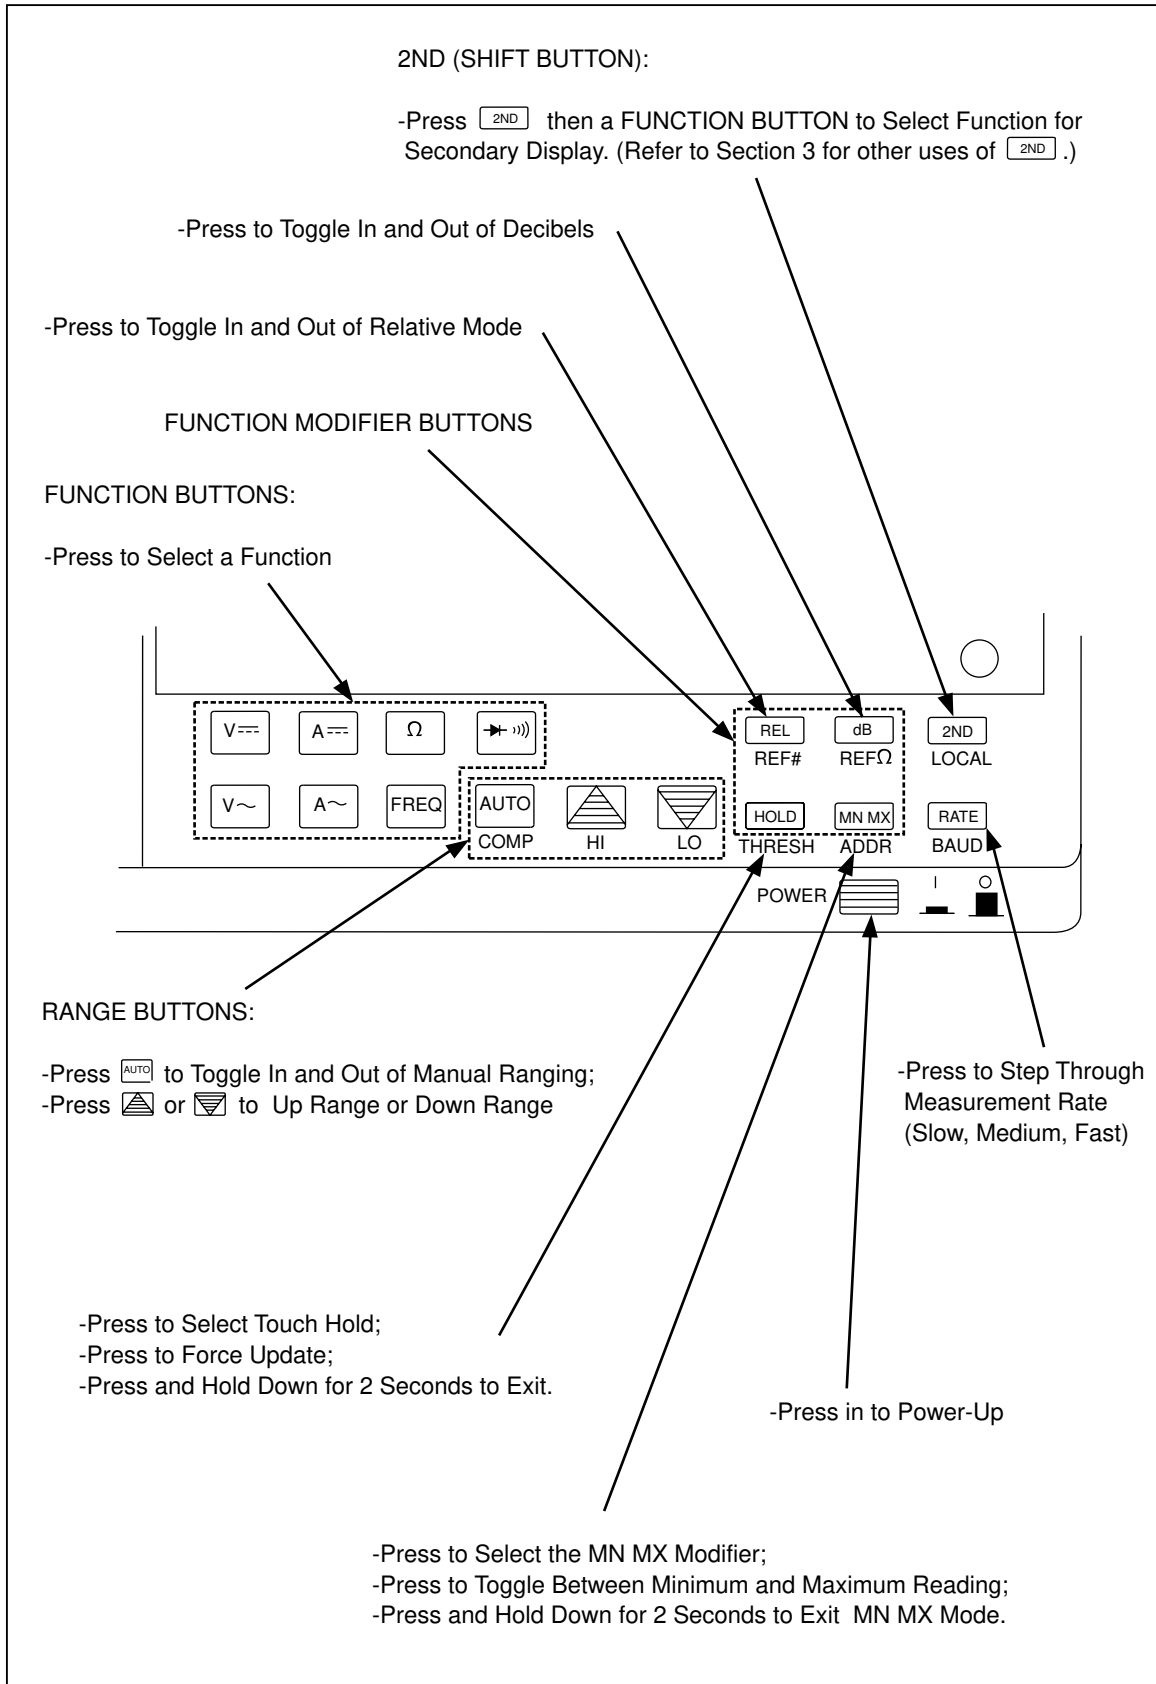 2ND (SHIFT BUTTON):
-Press 2ND then a FUNCTION BUTTON to Select Function for
Secondary Display. (Refer to Section 3 for other uses of 2ND .)
-Press to Toggle In and Out of Decibels
-Press to Toggle In and Out of Relative Mode
FUNCTION MODIFIER BUTTONS
FUNCTION BUTTONS:
-Press to Select a Function
V A Ω REL dB 2ND
REF# REFΩ LOCAL
V~ A~ FREQ AUTO HOLD MN MX RATE
COMP HI LO THRESH ADDR BAUD
POWER I O
RANGE BUTTONS:
-Press AUTO to Toggle In and Out of Manual Ranging;
-Press or to Up Range or Down Range
-Press to Step Through
Measurement Rate
(Slow, Medium, Fast)
-Press to Select Touch Hold;
-Press to Force Update;
-Press and Hold Down for 2 Seconds to Exit.
-Press in to Power-Up
-Press to Select the MN MX Modifier;
-Press to Toggle Between Minimum and Maximum Reading;
-Press and Hold Down for 2 Seconds to Exit MN MX Mode.